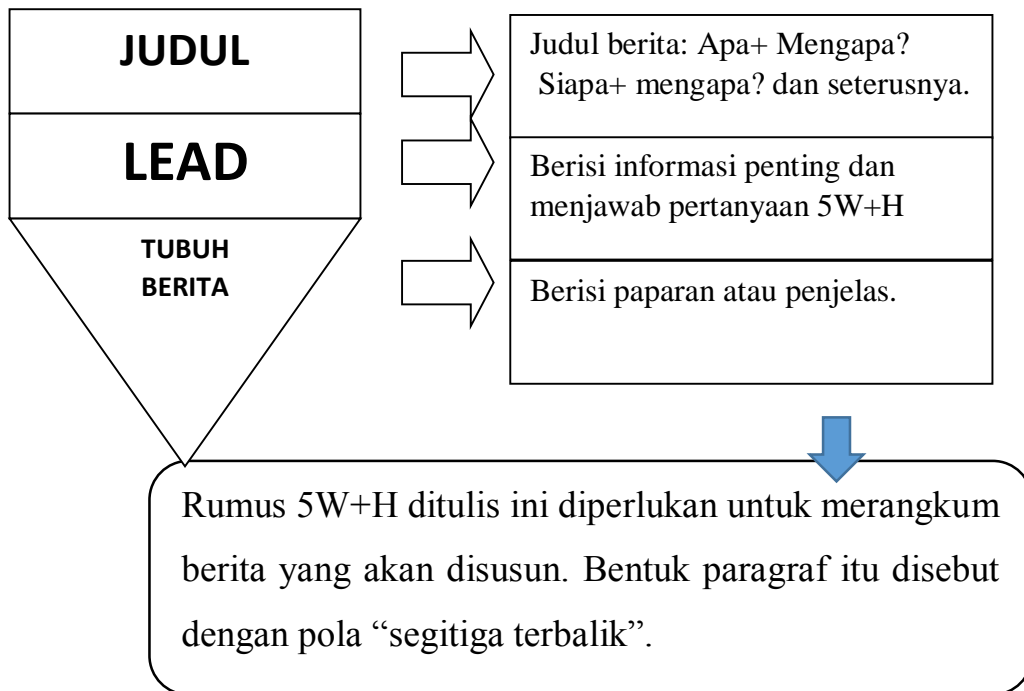 JUDUL
Judul berita: Apa+ Mengapa?
Siapa+ mengapa? dan seterusnya.
LEAD
Berisi informasi penting dan
menjawab pertanyaan 5W+H
TUBUH
BERITA
Berisi paparan atau penjelas.
Rumus 5W+H ditulis ini diperlukan untuk merangkum
berita yang akan disusun. Bentuk paragraf itu disebut
dengan pola “segitiga terbalik”.